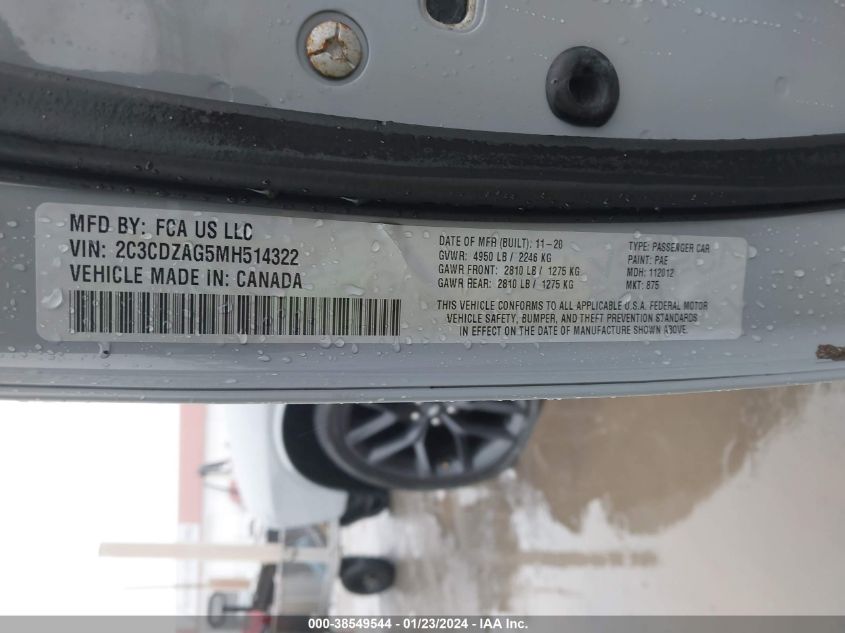 MFD BY: FCA US LLC
VIN: 2C3CDZAG5MH514322
VEHICLE MADE IN: CANADA
DATE OF MFR (BUILT): 11-20
GVWR: 4950 LB / 2246 KG
GAWR FRONT: 2810 LB / 1275 KG
GAWR REAR: 2810 LB / 1275 KG
TYPE: PASSENGER CAR
PAINT: PAE
MDH: 112012
MKT: 875
THIS VEHICLE CONFORMS TO ALL APPLICABLE U.S.A. FEDERAL MOTOR
VEHICLE SAFETY, BUMPER, AND THEFT PREVENTION STANDARDS
IN EFFECT ON THE DATE OF MANUFACTURE SHOWN ABOVE.
000-38549544 / 01/23/2024 - IAA Inc.